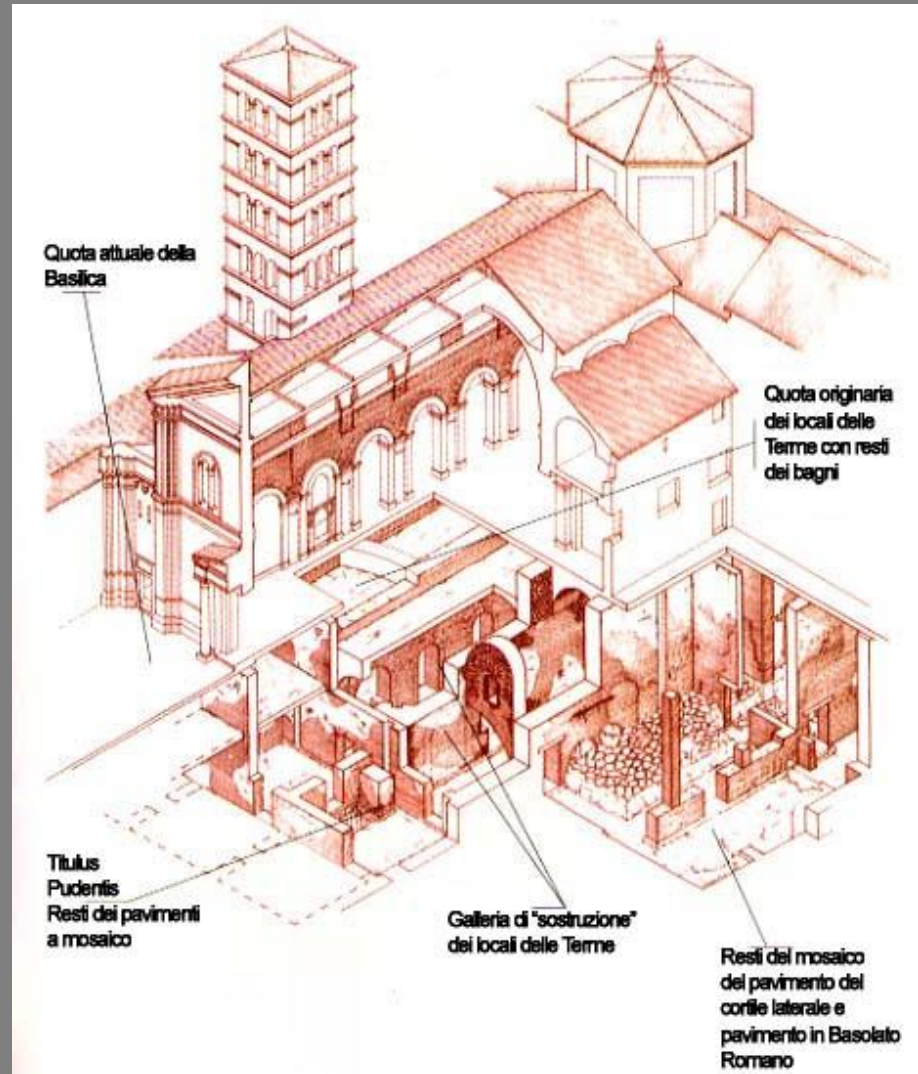 Quota attuale della
Basilica
Quota originaria
dei locali delle
Terme con resti
dei bagni
Titulus
Pudentis
Resti dei pavimenti
a mosaico
Galleria di "sostruzione"
dei locali delle Terme
Resti del mosaico
del pavimento del
cortile laterale e
pavimento in Basolato
Romano